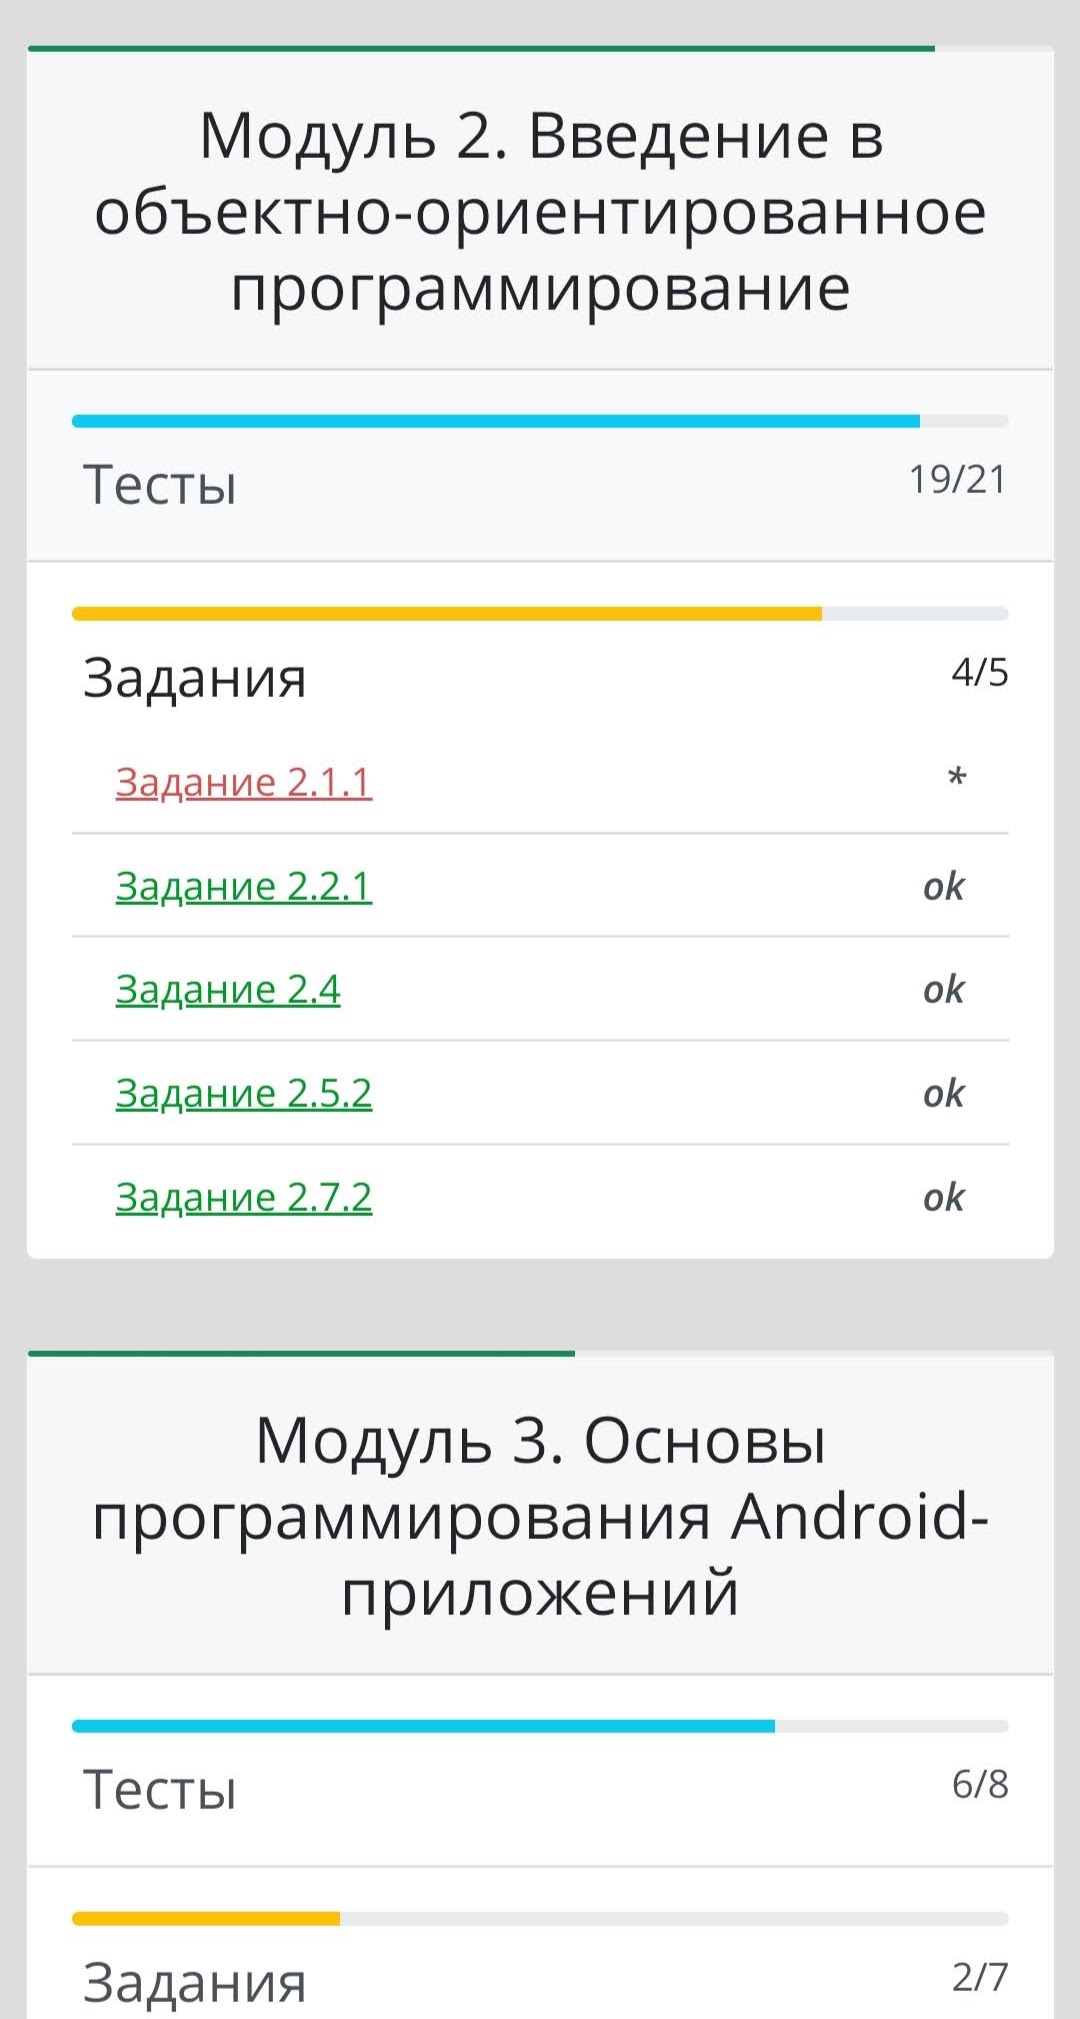 Модуль 2. Введение в
объектно-ориентированное
программирование
Тесты 19/21
Задания 4/5
Задание 2.1.1 *
Задание 2.2.1 ok
Задание 2.4 ok
Задание 2.5.2 ok
Задание 2.7.2 ok
Модуль 3. Основы
программирования Android-
приложений
Тесты 6/8
Задания 2/7